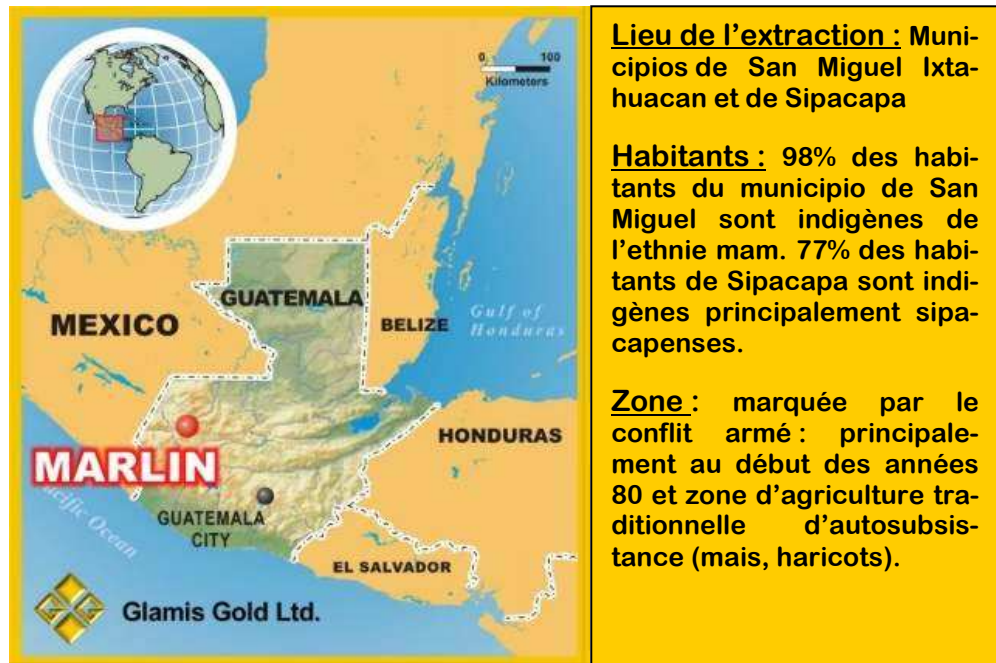 0 100
Kilometers
GUATEMALA
MEXICO
BELIZE
Gulf of
Honduras
HONDURAS
MARLIN
Pacific Ocean
GUATEMALA
CITY
EL SALVADOR
Glamis Gold Ltd.
Lieu de l’extraction : Muni-
cipios de San Miguel Ixta-
huacan et de Sipacapa
Habitants : 98% des habi-
tants du municipio de San
Miguel sont indigènes de
l’ethnie mam. 77% des habi-
tants de Sipacapa sont indi-
gènes principalement sipa-
capenses.
Zone : marquée par le
conflit armé : principale-
ment au début des années
80 et zone d’agriculture tra-
ditionnelle d’autosubsis-
tance (mais, haricots).